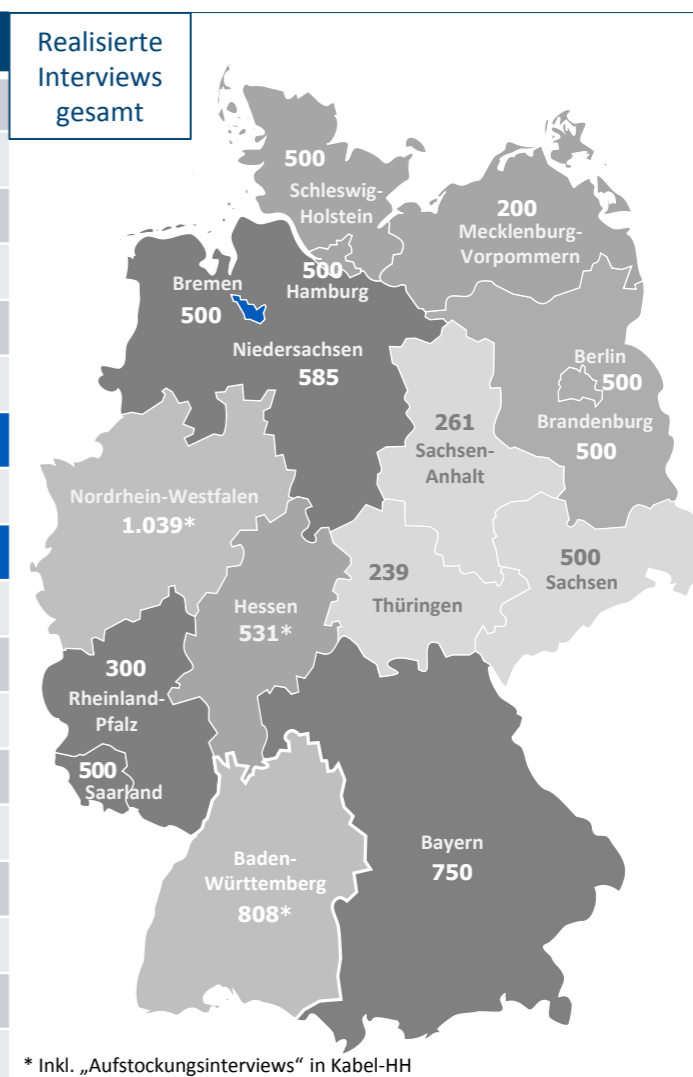 Realisierte
Interviews
gesamt
500
Schleswig-
Holstein
200
Mecklenburg-
Vorpommern
500
Hamburg
Bremen
500
Niedersachsen
585
Berlin
500
Brandenburg
500
261
Sachsen-
Anhalt
Nordrhein-Westfalen
1.039*
239
Thüringen
500
Sachsen
Hessen
531*
300
Rheinland-
Pfalz
500
Saarland
Bayern
750
Baden-
Württemberg
808*
* Inkl. „Aufstockungsinterviews“ in Kabel-HH